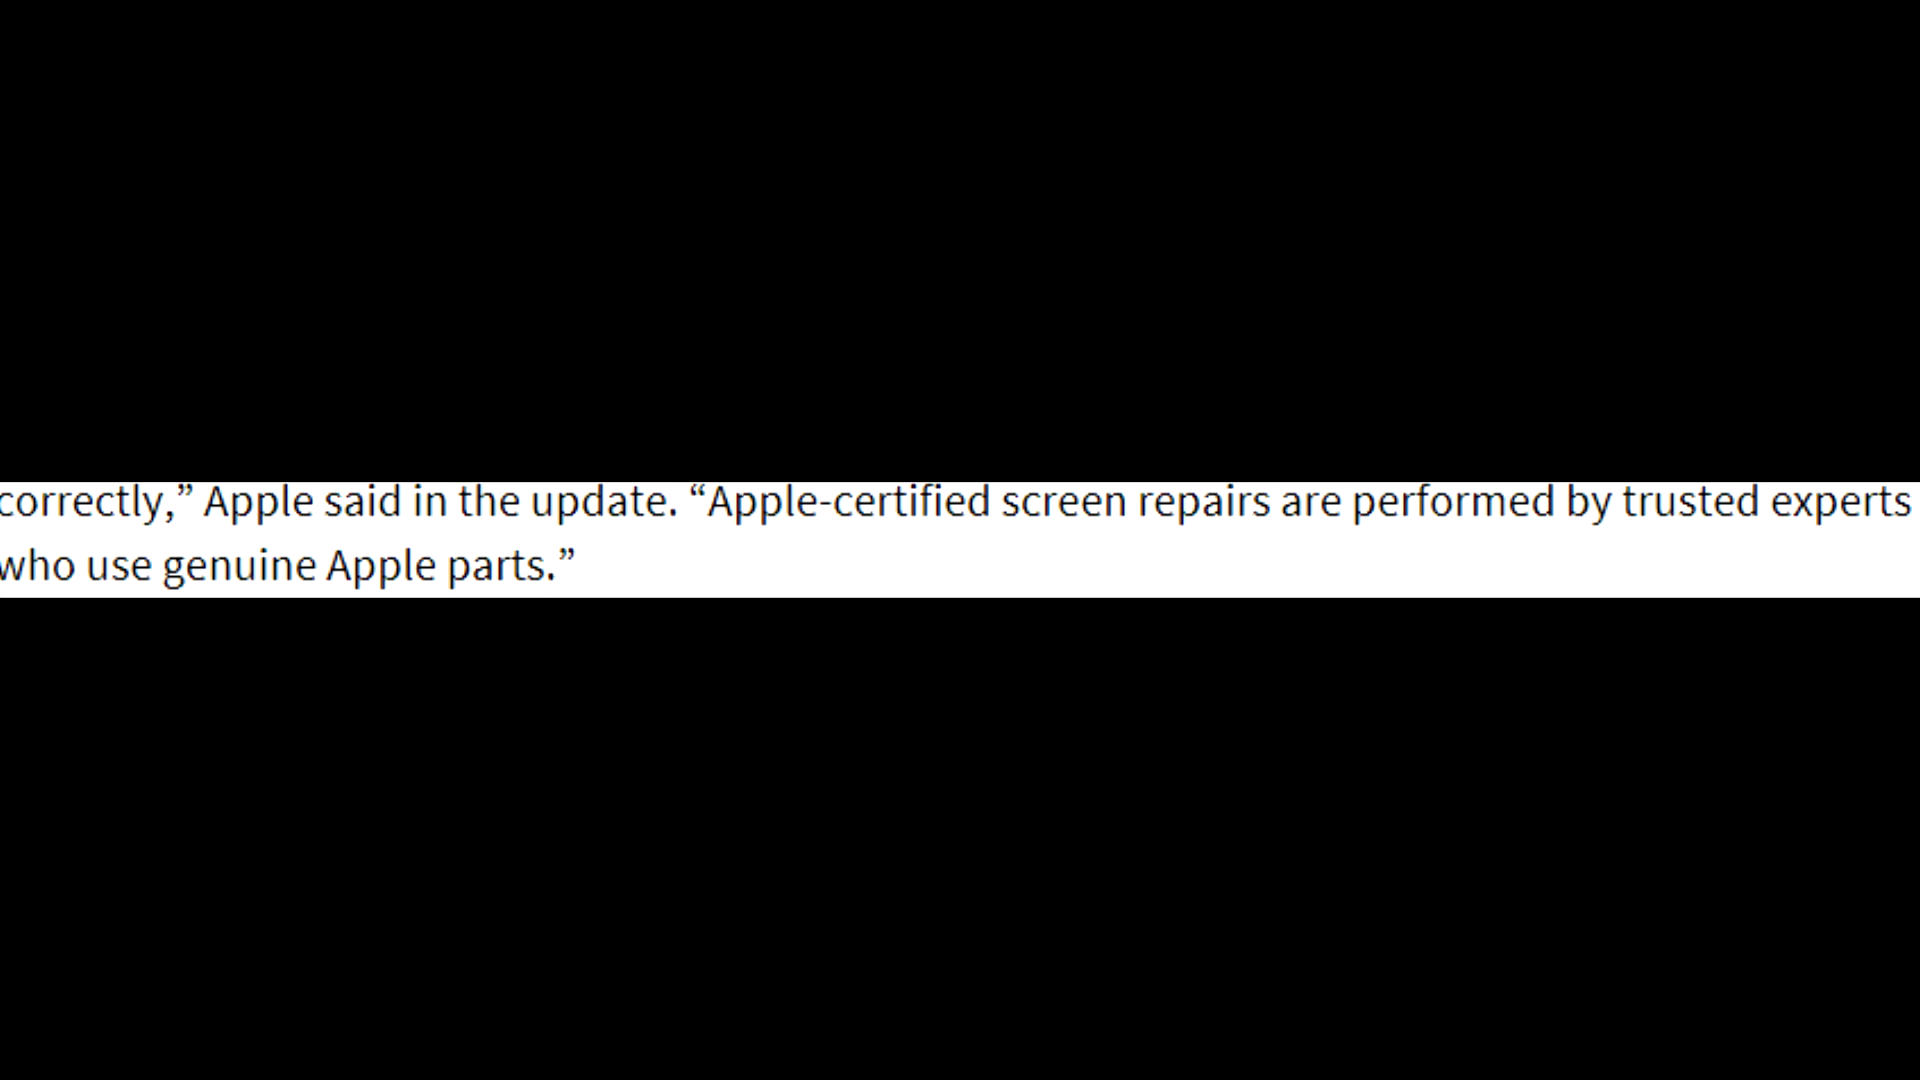 correctly,” Apple said in the update. “Apple-certified screen repairs are performed by trusted experts
who use genuine Apple parts.”